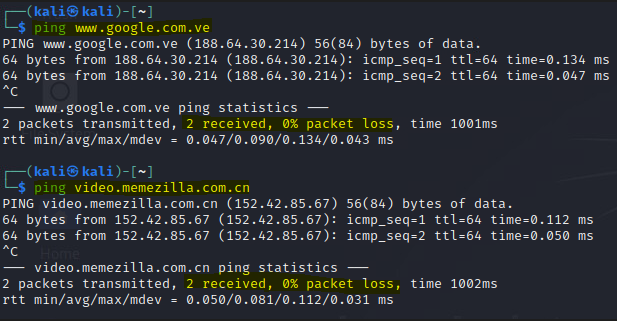 ┌──(kali㉿kali)-[~]
└─$ ping www.google.com.ve
PING www.google.com.ve (188.64.30.214) 56(84) bytes of data.
64 bytes from 188.64.30.214 (188.64.30.214): icmp_seq=1 ttl=64 time=0.134 ms
64 bytes from 188.64.30.214 (188.64.30.214): icmp_seq=2 ttl=64 time=0.047 ms
^C
--- www.google.com.ve ping statistics ---
2 packets transmitted, 2 received, 0% packet loss, time 1001ms
rtt min/avg/max/mdev = 0.047/0.090/0.134/0.043 ms
┌──(kali㉿kali)-[~]
└─$ ping video.memezilla.com.cn
PING video.memezilla.com.cn (152.42.85.67) 56(84) bytes of data.
64 bytes from 152.42.85.67 (152.42.85.67): icmp_seq=1 ttl=64 time=0.112 ms
64 bytes from 152.42.85.67 (152.42.85.67): icmp_seq=2 ttl=64 time=0.050 ms
^C
Home
--- video.memezilla.com.cn ping statistics ---
2 packets transmitted, 2 received, 0% packet loss, time 1002ms
rtt min/avg/max/mdev = 0.050/0.081/0.112/0.031 ms